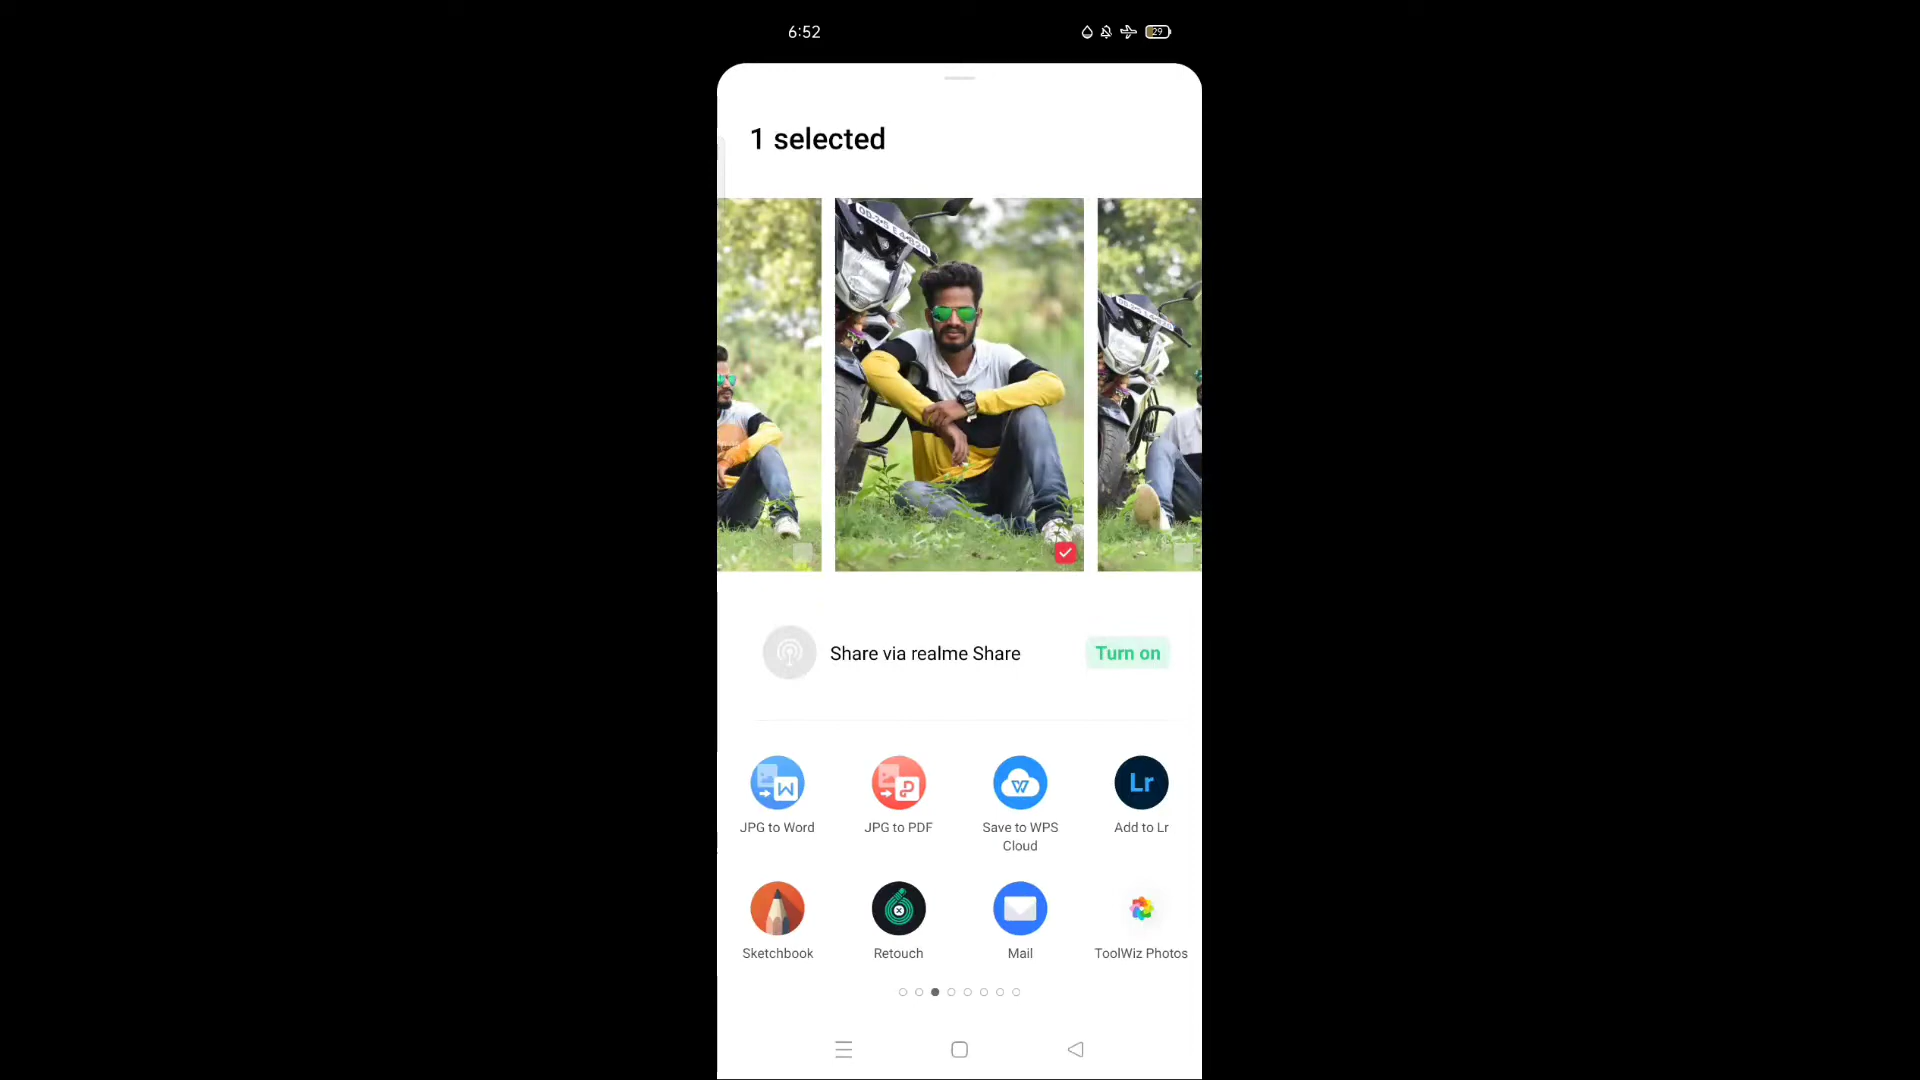 6:52
29
1 selected
Share via realme Share
Turn on
JPG to Word
JPG to PDF
Save to WPS
Cloud
Lr
Add to Lr
Sketchbook
Retouch
Mail
ToolWiz Photos